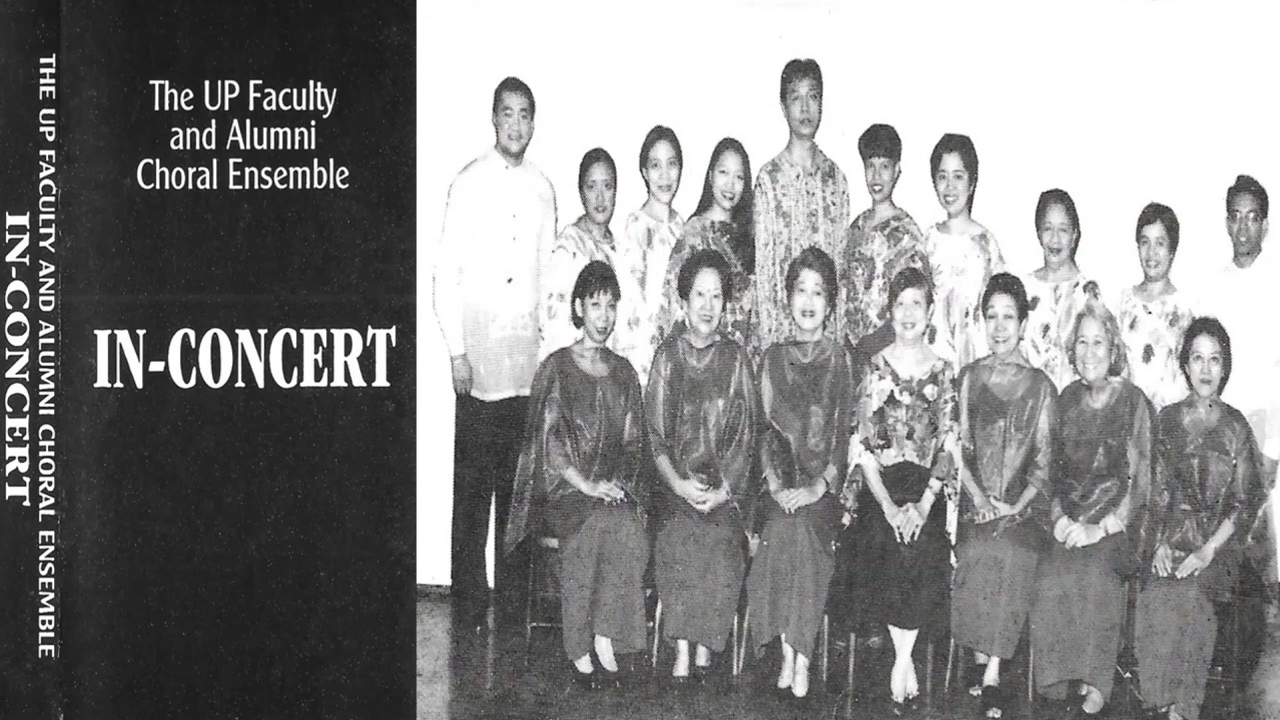 THE UP FACULTY AND ALUMNI CHORAL ENSEMBLE
IN-CONCERT
The UP Faculty
and Alumni
Choral Ensemble
IN-CONCERT